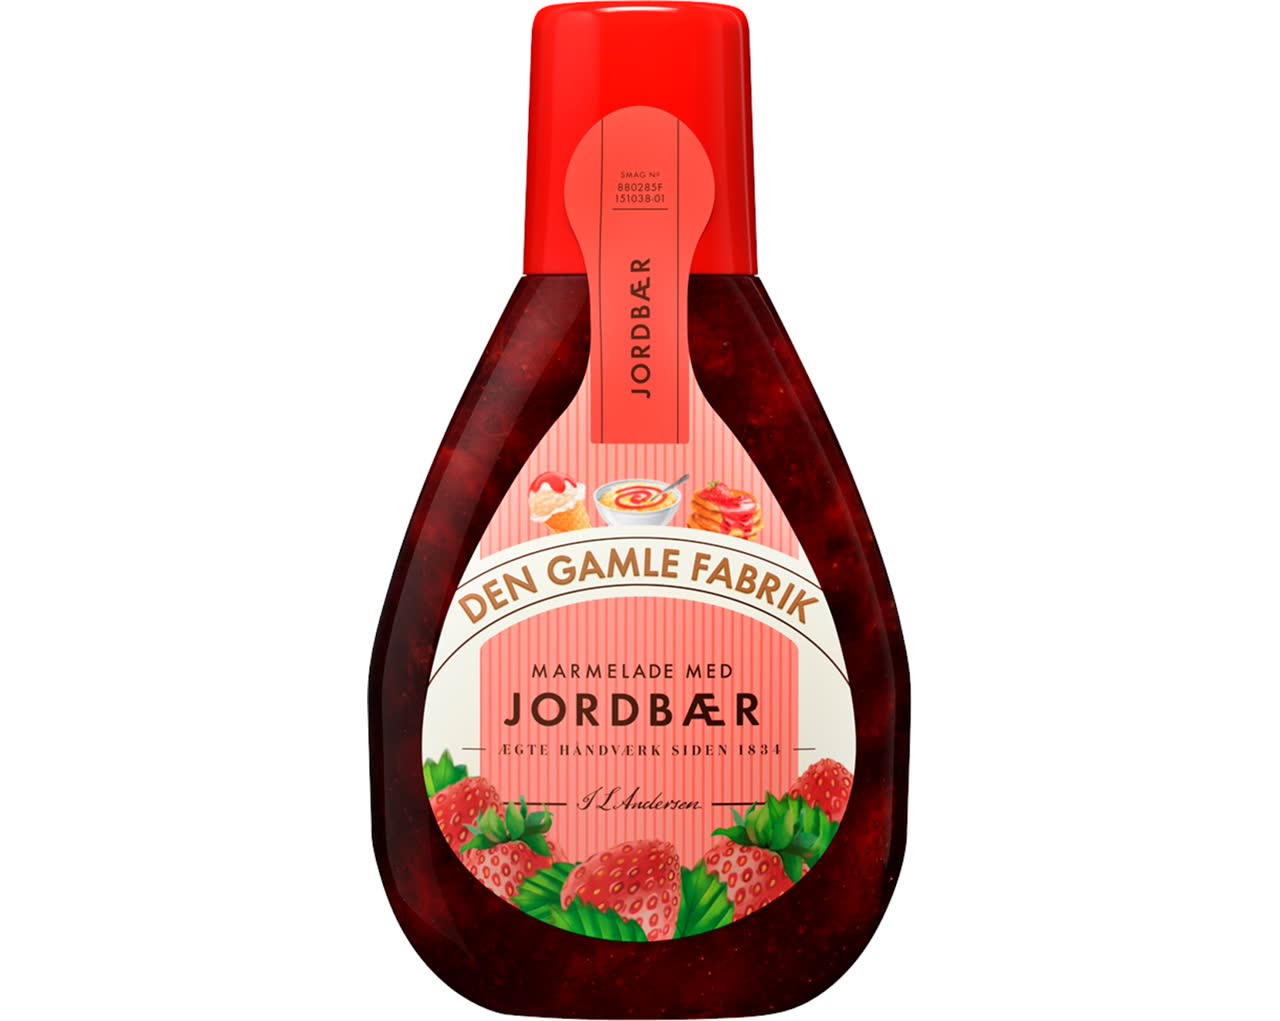 SMAG Nº
880285F
151038-01
JORDBÆR
DEN GAMLE FABRIK
MARMELADE MED
JORDBÆR
ÆGTE HÅNDVÆRK SIDEN 1834
J L Andersen